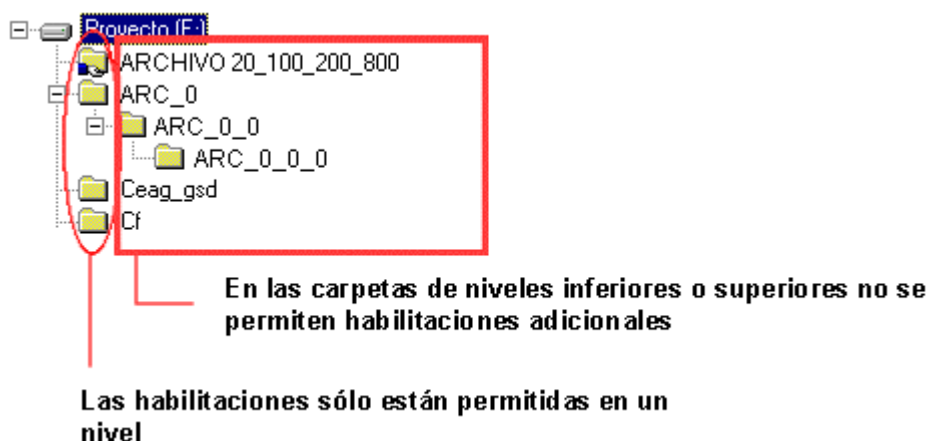 Proyecto (F:)
ARCHIVO 20_100_200_800
ARC_0
ARC_0_0
ARC_0_0_0
Ceag_gsd
Cf
En las carpetas de niveles inferiores o superiores no se
permiten habilitaciones adicionales
Las habilitaciones sólo están permitidas en un
nivel